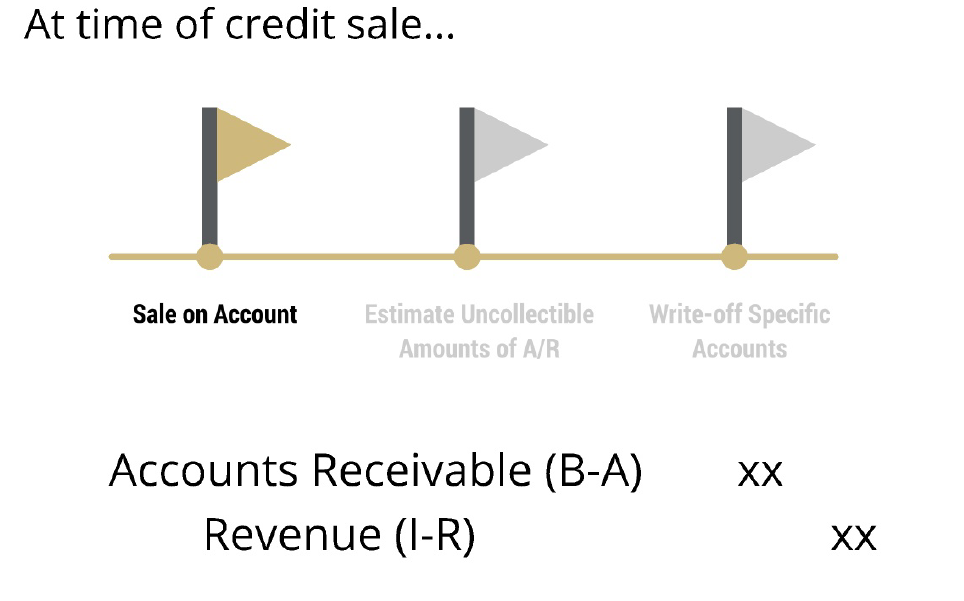 At time of credit sale...
Sale on Account
Estimate Uncollectible
Amounts of A/R
Write-off Specific
Accounts
Accounts Receivable (B-A) xx
Revenue (I-R) xx